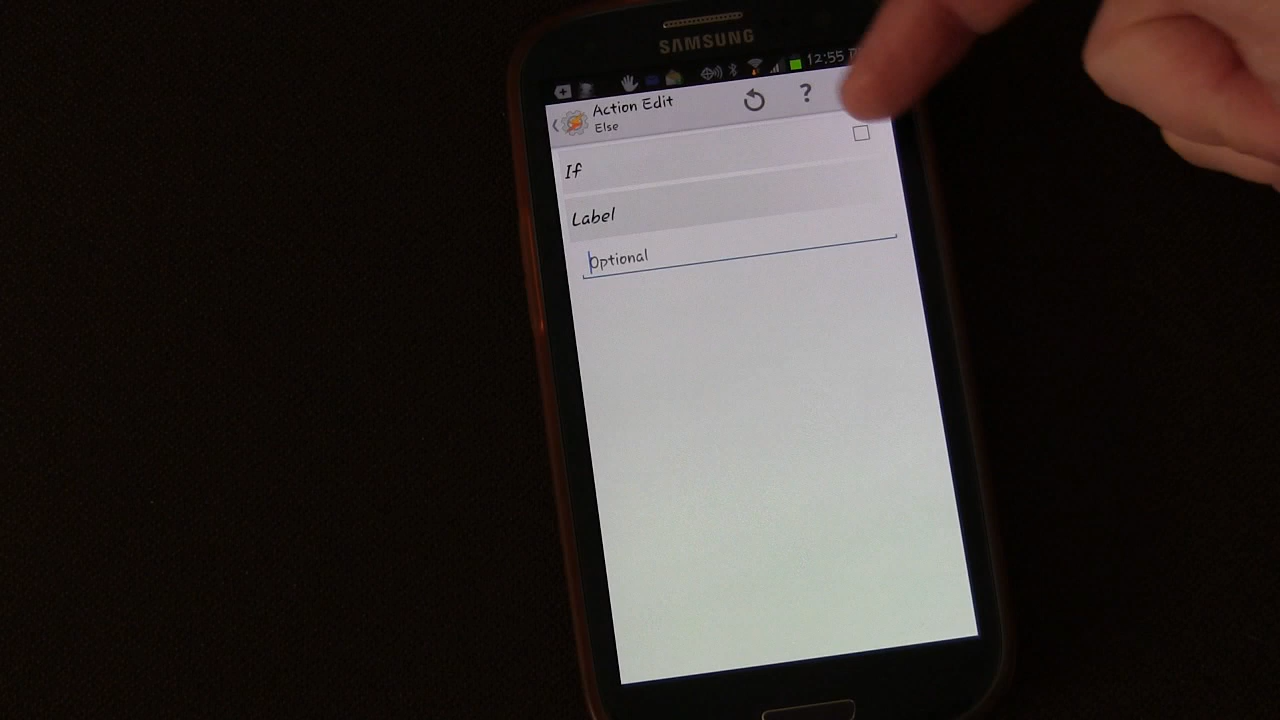 SAMSUNG
12:55
Action Edit
?
Else
If
Label
Optional